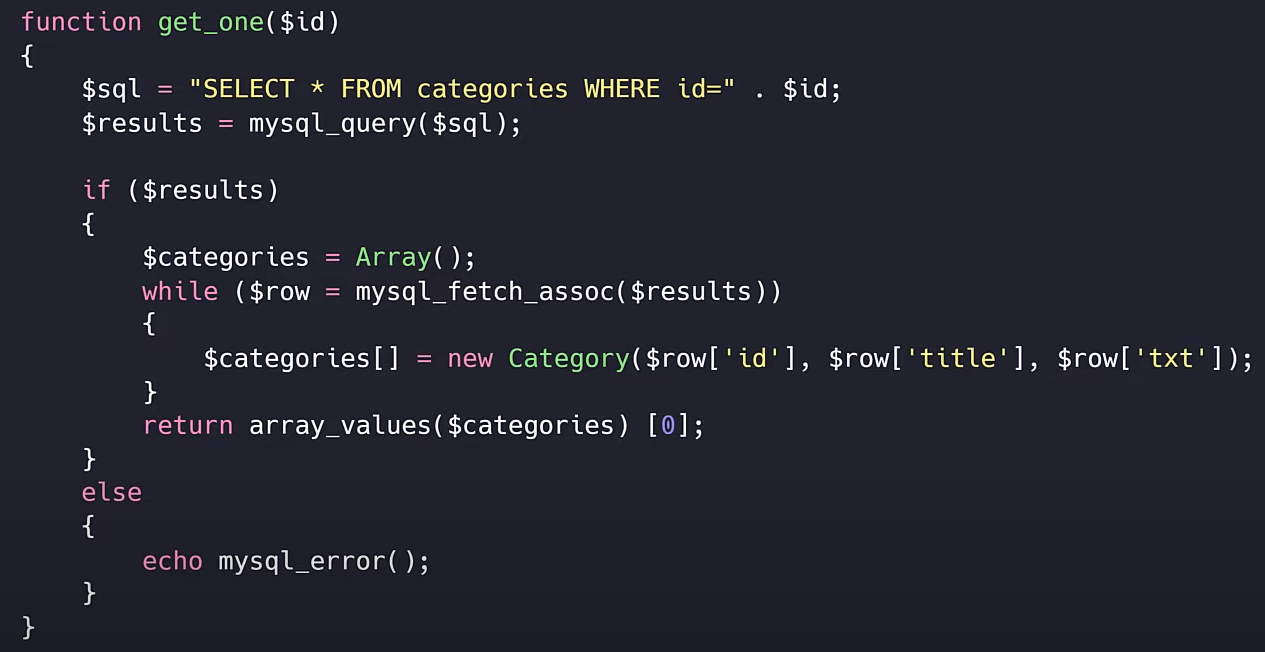 function get_one($id)
{
    $sql = "SELECT * FROM categories WHERE id=" . $id;
    $results = mysql_query($sql);

    if ($results)
    {
        $categories = Array();
        while ($row = mysql_fetch_assoc($results))
        {
            $categories[] = new Category($row['id'], $row['title'], $row['txt']);
        }
        return array_values($categories) [0];
    }
    else
    {
        echo mysql_error();
    }
}